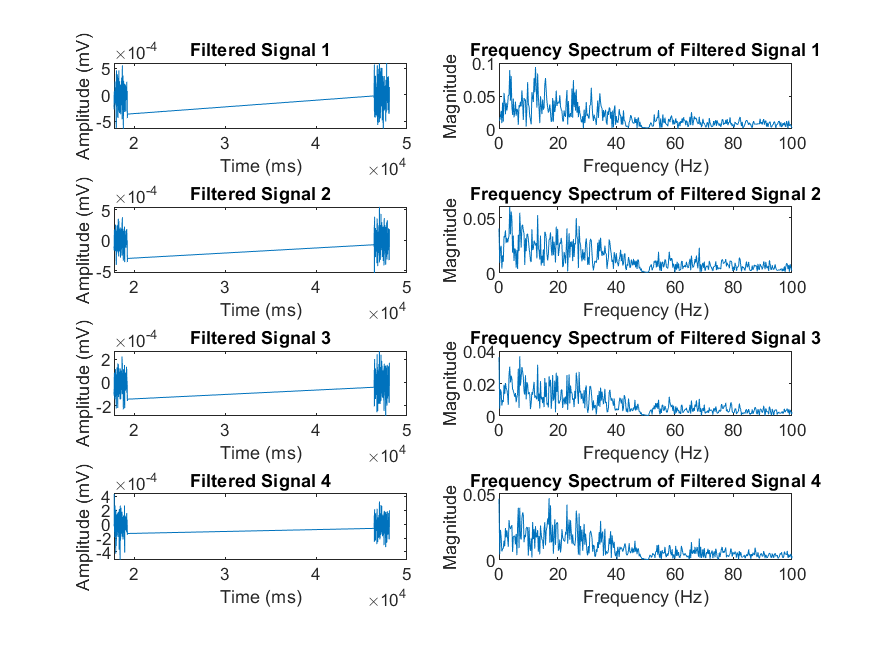 Filtered Signal 1
×10-4
Amplitude (mV)
5
0
-5
2 3 4 5
Time (ms)
×104
Frequency Spectrum of Filtered Signal 1
Magnitude
0.1
0.05
0
0 20 40 60 80 100
Frequency (Hz)
Filtered Signal 2
×10-4
Amplitude (mV)
5
0
-5
2 3 4 5
Time (ms)
×104
Frequency Spectrum of Filtered Signal 2
Magnitude
0.05
0
0 20 40 60 80 100
Frequency (Hz)
Filtered Signal 3
×10-4
Amplitude (mV)
2
0
-2
2 3 4 5
Time (ms)
×104
Frequency Spectrum of Filtered Signal 3
Magnitude
0.04
0.02
0
0 20 40 60 80 100
Frequency (Hz)
Filtered Signal 4
×10-4
Amplitude (mV)
4
2
0
-2
-4
2 3 4 5
Time (ms)
×104
Frequency Spectrum of Filtered Signal 4
Magnitude
0.05
0
0 20 40 60 80 100
Frequency (Hz)